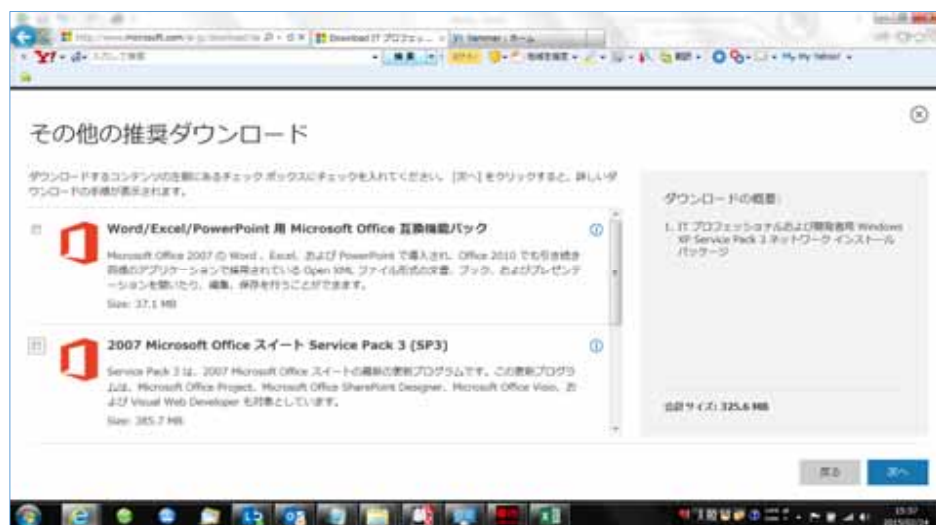 Download IT プロフェッ...
検索
My Yahoo!
その他の推奨ダウンロード
ダウンロードするコンテンツの左側にあるチェック ボックスにチェックを入れてください。[次へ] をクリックすると、詳しいダ
ウンロードの手順が表示されます。
Word/Excel/PowerPoint 用 Microsoft Office 互換機能パック
Microsoft Office 2007 の Word 、Excel、および PowerPoint で導入され、Office 2010 でも引き続き
同様のアプリケーションで採用されている Open XML ファイル形式の文書、ブック、およびプレゼンテ
ーションを開いたり、編集、保存を行うことができます。
Size: 37.1 MB
2007 Microsoft Office スイート Service Pack 3 (SP3)
Service Pack 3 は、2007 Microsoft Office スイートの最新の更新プログラムです。この更新プログラ
ムは、Microsoft Office Project、Microsoft Office SharePoint Designer、Microsoft Office Visio、お
よび Visual Web Developer も対象としています。
Size: 385.7 MB
ダウンロードの概要:
1. IT プロフェッショナルおよび開発者用 Windows
XP Service Pack 3 ネットワーク インストール
パッケージ
合計サイズ: 325.6 MB
戻る
次へ
15:37